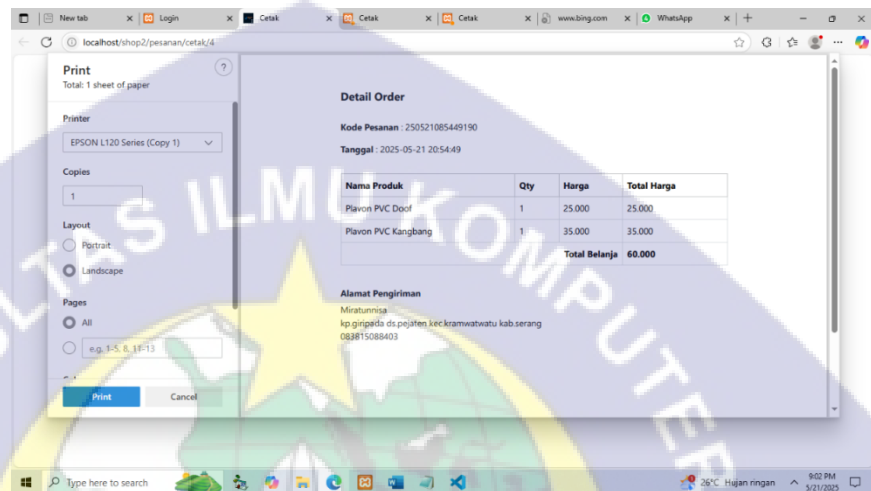 New tab
Login
Cetak
Cetak
Cetak
www.bing.com
WhatsApp
localhost/shop2/pesanan/cetak/4
Print
Total: 1 sheet of paper
Printer
EPSON L120 Series (Copy 1)
Copies
1
Layout
Portrait
Landscape
Pages
All
e.g. 1-5, 8, 11-13
Print Cancel
Detail Order
Kode Pesanan : 250521085449190
Tanggal : 2025-05-21 20:54:49
Nama Produk Qty Harga Total Harga
Plavon PVC Doof 1 25.000 25.000
Plavon PVC Kangbang 1 35.000 35.000
Total Belanja 60.000
Alamat Pengiriman
Miratunnisa
kp.giripada ds.pejaten kec.kramwatwatu kab.serang
083815088403
ILMU KOMPUTER
Type here to search
26°C Hujan ringan
9:02 PM
5/21/2025